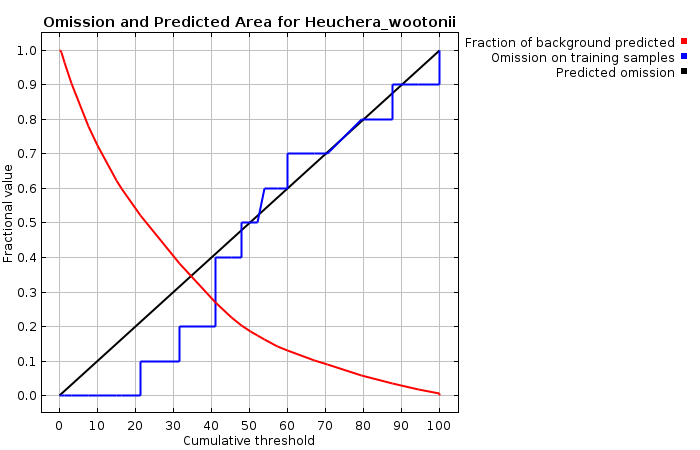 Omission and Predicted Area for Heuchera_wootonii
Fraction of background predicted
Omission on training samples
Predicted omission
Fractional value
1.0
0.9
0.8
0.7
0.6
0.5
0.4
0.3
0.2
0.1
0.0
0 10 20 30 40 50 60 70 80 90 100
Cumulative threshold